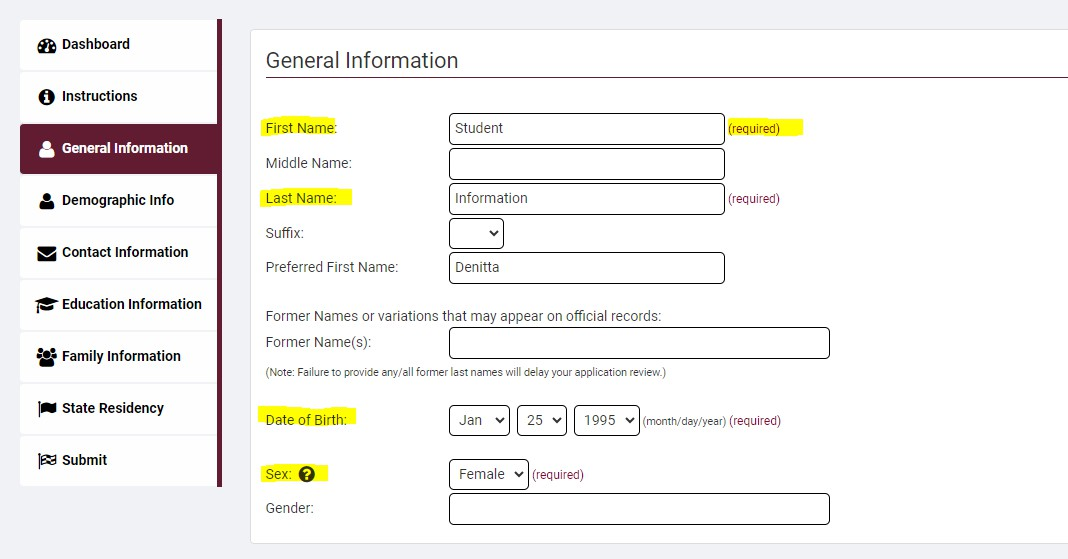 Dashboard
Instructions
General Information
Demographic Info
Contact Information
Education Information
Family Information
State Residency
Submit
General Information
First Name: Student (required)
Middle Name:
Last Name: Information (required)
Suffix:
Preferred First Name: Denitta
Former Names or variations that may appear on official records:
Former Name(s):
(Note: Failure to provide any/all former last names will delay your application review.)
Date of Birth: Jan 25 1995 (month/day/year) (required)
Sex: ? Female (required)
Gender: